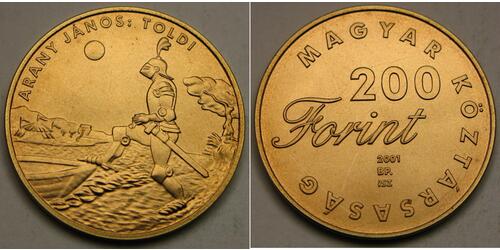 ARANY JÁNOS: TOLDI
MAGYAR KÖZTÁRSASÁG
200
Forint
2001
BP.